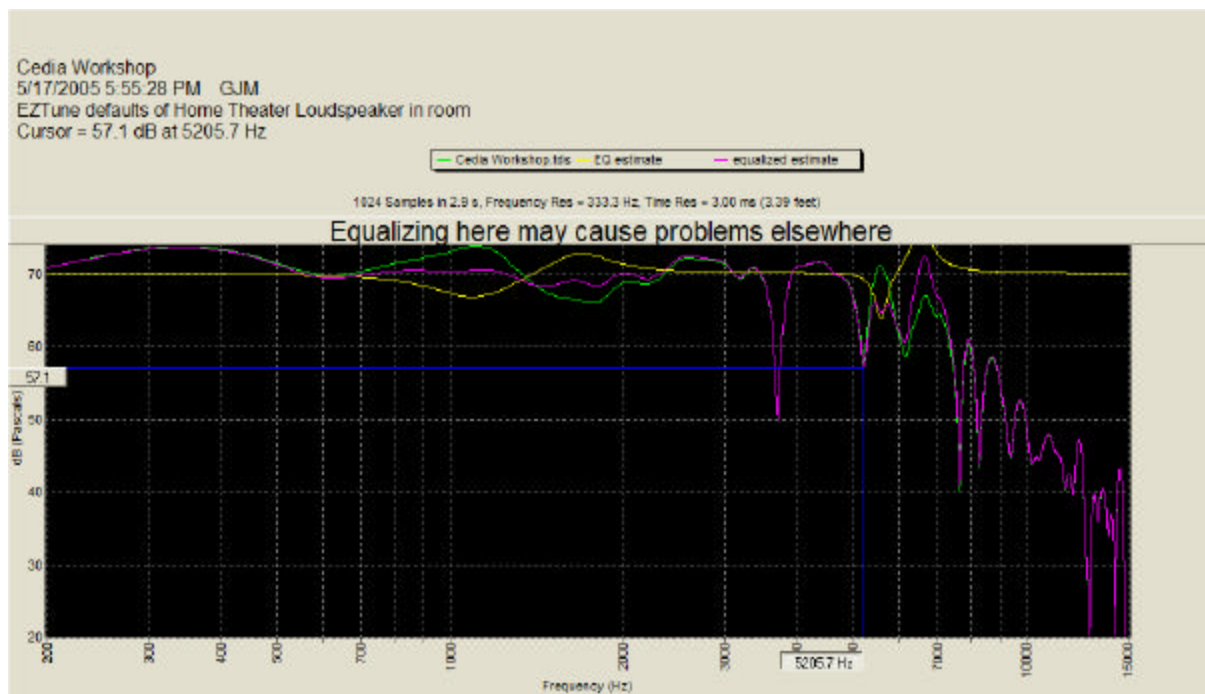 Cedia Workshop
5/17/2005 5:55:28 PM GJM
EZTune defaults of Home Theater Loudspeaker in room
Cursor = 57.1 dB at 5205.7 Hz
Cedia Workshop.tds EQ estimate equalized estimate
1024 Samples in 2.9 s, Frequency Res = 333.3 Hz, Time Res = 3.00 ms (3.39 feet)
Equalizing here may cause problems elsewhere
70
60
57.1
50
dB (Pascals)
40
30
20
200 300 400 500 700 1000 2000 3000 7000 10000 15000
5205.7 Hz
Frequency (Hz)